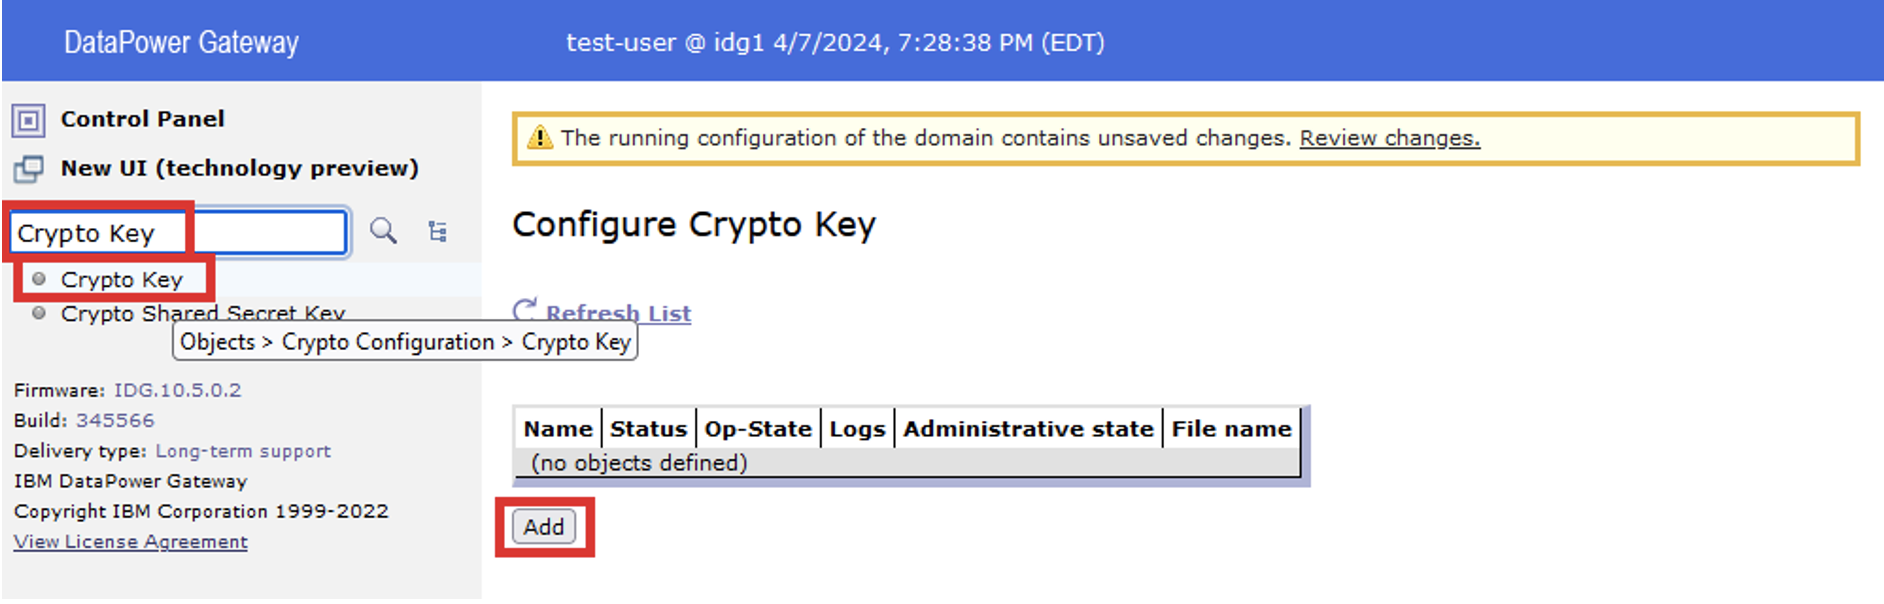 DataPower Gateway
test-user @ idg1 4/7/2024, 7:28:38 PM (EDT)
Control Panel
New UI (technology preview)
Crypto Key
Crypto Key
Crypto Shared Secret Key
Objects > Crypto Configuration > Crypto Key
Firmware: IDG.10.5.0.2
Build: 345566
Delivery type: Long-term support
IBM DataPower Gateway
Copyright IBM Corporation 1999-2022
View License Agreement
The running configuration of the domain contains unsaved changes. Review changes.
Configure Crypto Key
Refresh List
Name Status Op-State Logs Administrative state File name
(no objects defined)
Add